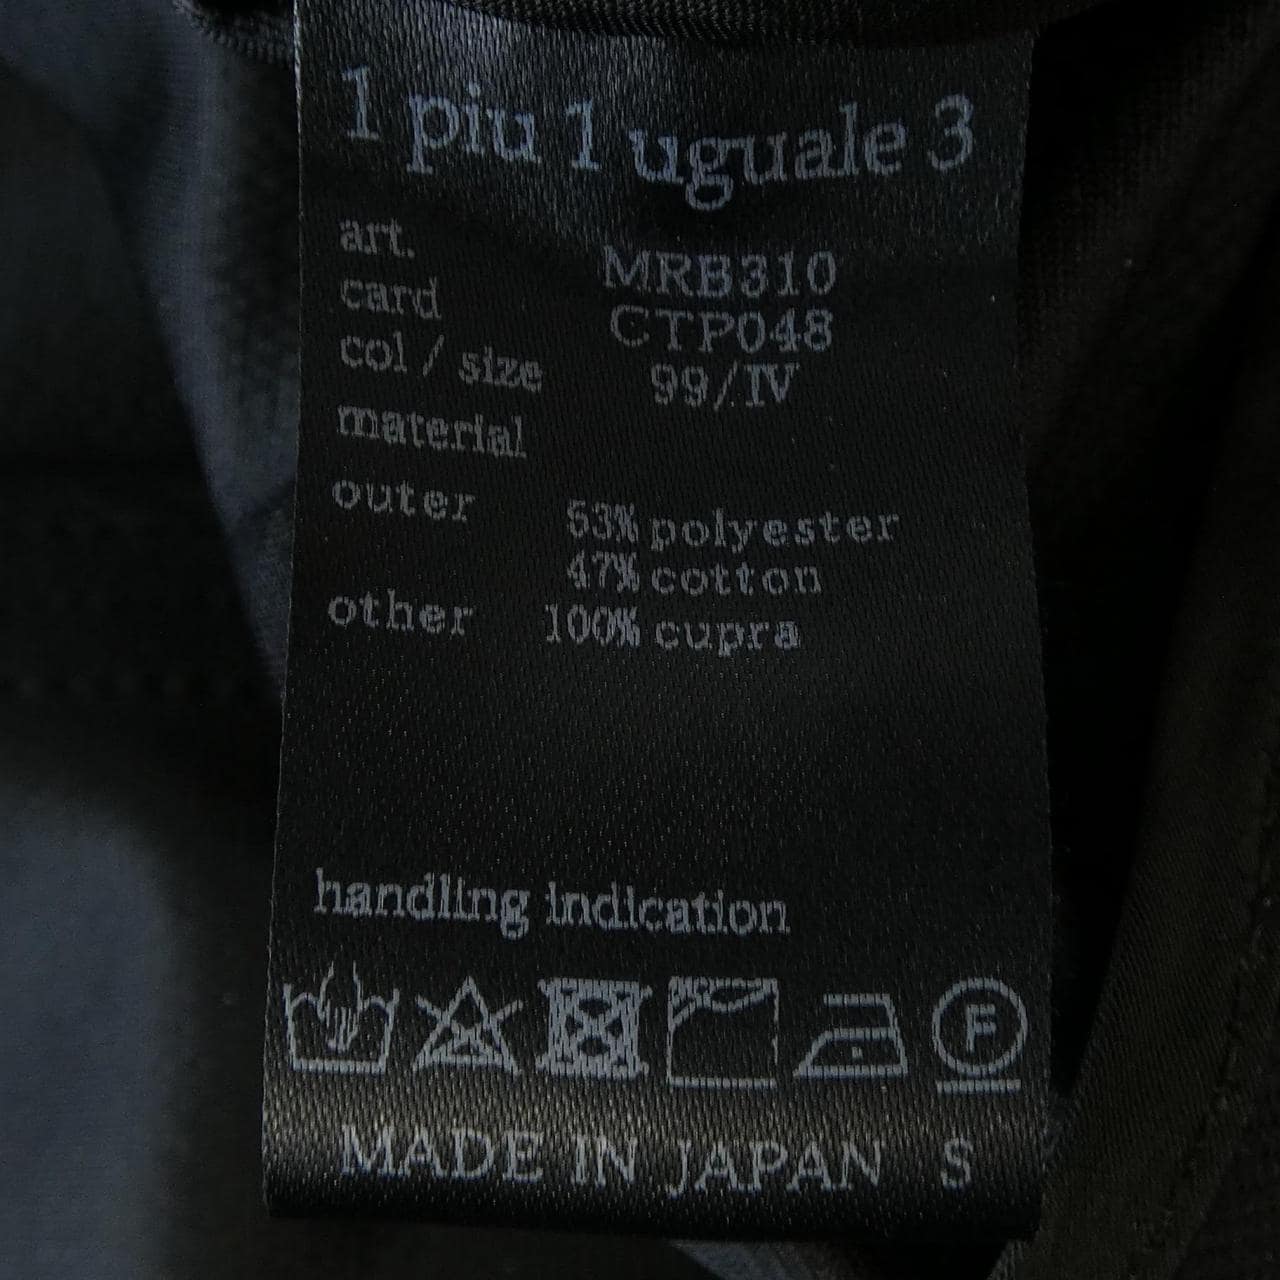 1 piu 1 uguale 3
art. MRB310
card CTP048
col / size 99/IV
material
outer 53% polyester
47% cotton
other 100% cupra
handling indication
F
MADE IN JAPAN S